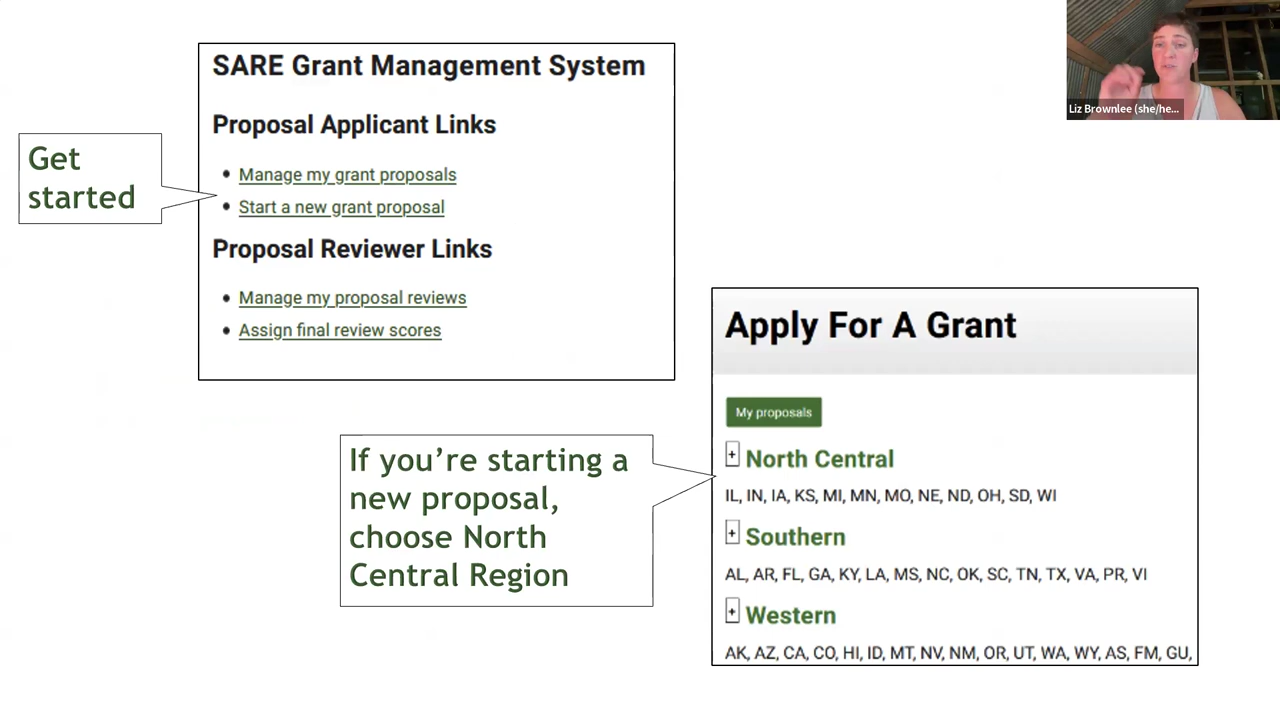 SARE Grant Management System
Proposal Applicant Links
• Manage my grant proposals
• Start a new grant proposal
Proposal Reviewer Links
• Manage my proposal reviews
• Assign final review scores
Get
started
Liz Brownlee (she/he...
Apply For A Grant
My proposals
+ North Central
IL, IN, IA, KS, MI, MN, MO, NE, ND, OH, SD, WI
+ Southern
AL, AR, FL, GA, KY, LA, MS, NC, OK, SC, TN, TX, VA, PR, VI
+ Western
AK, AZ, CA, CO, HI, ID, MT, NV, NM, OR, UT, WA, WY, AS, FM, GU,
If you’re starting a
new proposal,
choose North
Central Region